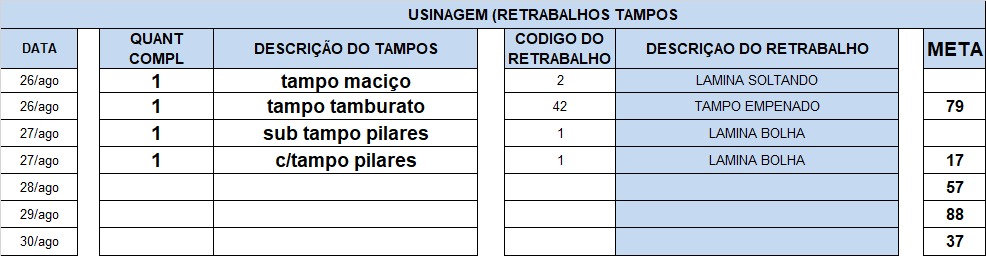 USINAGEM (RETRABALHOS TAMPOS
DATA QUANT COMPL DESCRIÇÃO DO TAMPOS CODIGO DO RETRABALHO DESCRIÇAO DO RETRABALHO META
26/ago 1 tampo maciço 2 LAMINA SOLTANDO
26/ago 1 tampo tamburato 42 TAMPO EMPENADO 79
27/ago 1 sub tampo pilares 1 LAMINA BOLHA
27/ago 1 c/tampo pilares 1 LAMINA BOLHA 17
28/ago 57
29/ago 88
30/ago 37